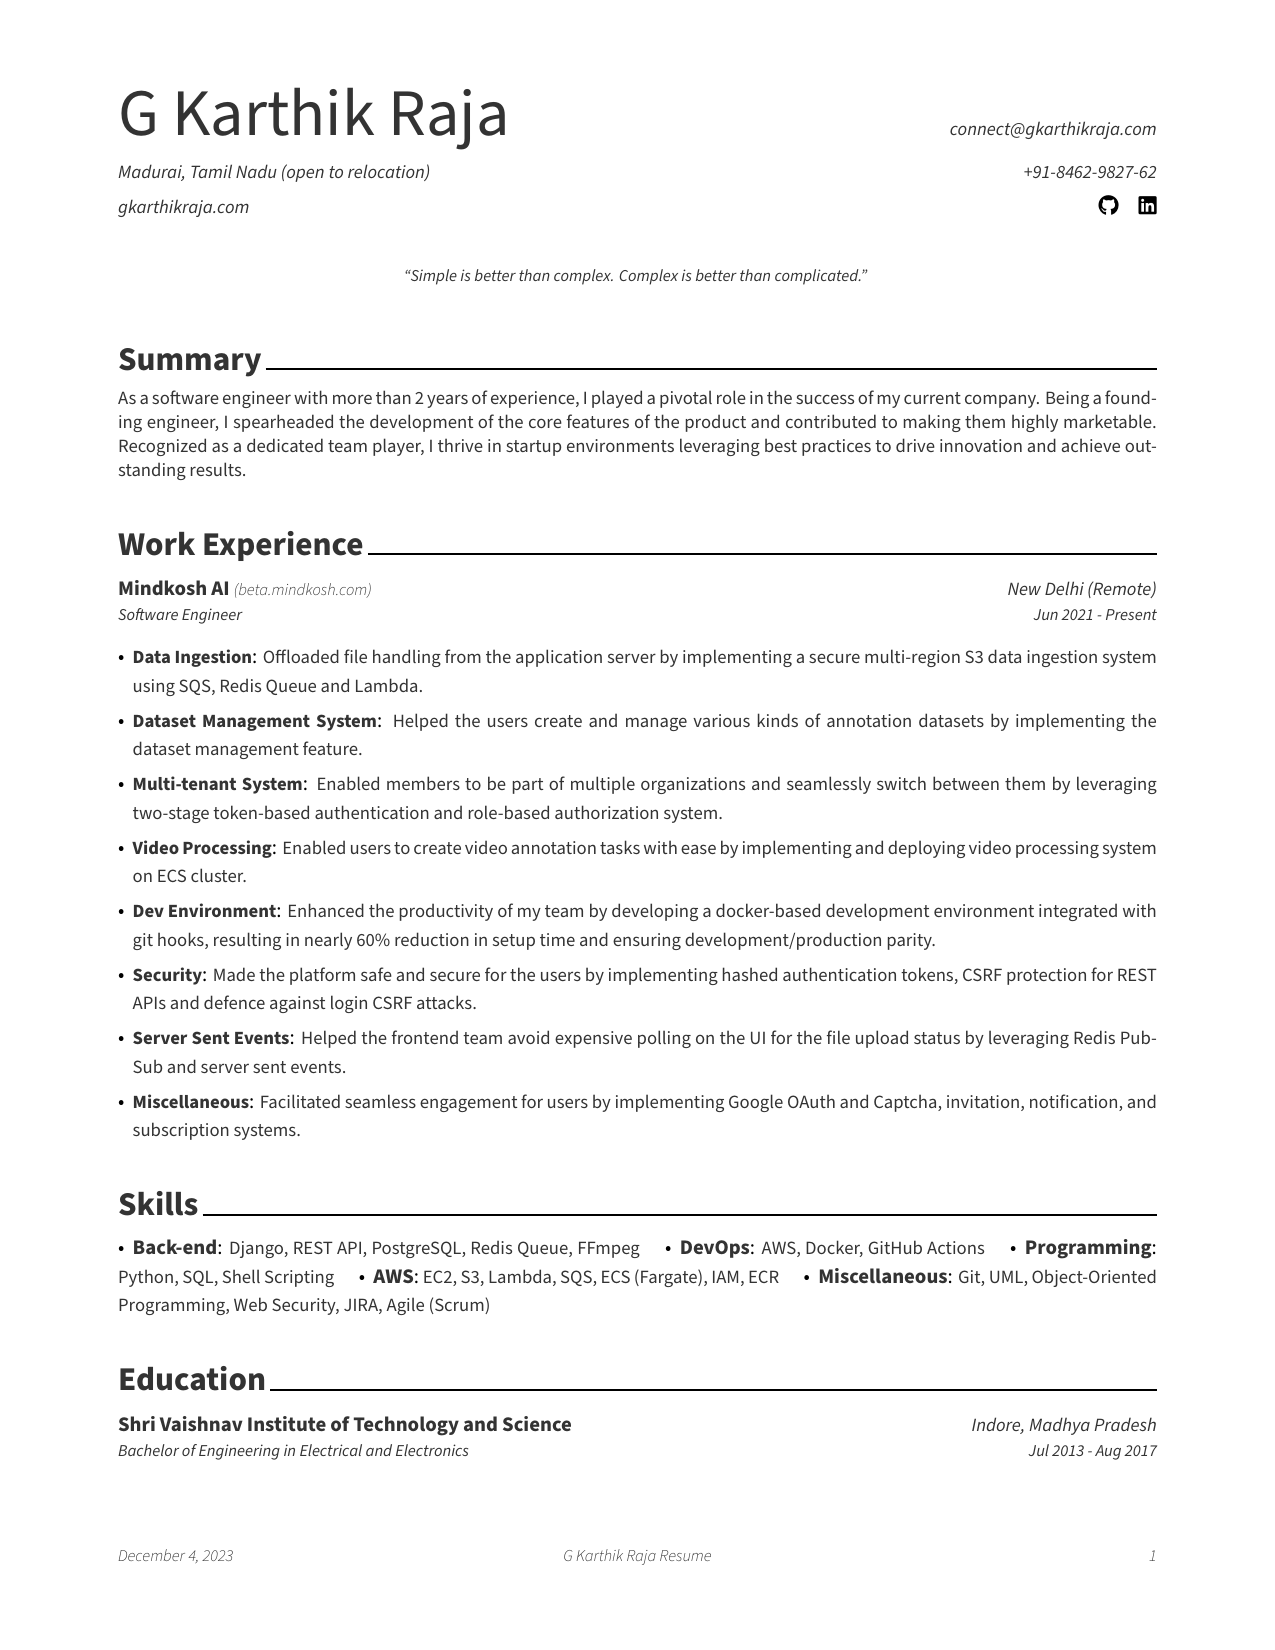 G Karthik Raja
connect@gkarthikraja.com
Madurai, Tamil Nadu (open to relocation)
+91-8462-9827-62
gkarthikraja.com
“Simple is better than complex. Complex is better than complicated.”
Summary
As a software engineer with more than 2 years of experience, I played a pivotal role in the success of my current company. Being a found-
ing engineer, I spearheaded the development of the core features of the product and contributed to making them highly marketable.
Recognized as a dedicated team player, I thrive in startup environments leveraging best practices to drive innovation and achieve out-
standing results.
Work Experience
Mindkosh AI (beta.mindkosh.com)
New Delhi (Remote)
Software Engineer
Jun 2021 - Present
• Data Ingestion: Offloaded file handling from the application server by implementing a secure multi-region S3 data ingestion system
using SQS, Redis Queue and Lambda.
• Dataset Management System: Helped the users create and manage various kinds of annotation datasets by implementing the
dataset management feature.
• Multi-tenant System: Enabled members to be part of multiple organizations and seamlessly switch between them by leveraging
two-stage token-based authentication and role-based authorization system.
• Video Processing: Enabled users to create video annotation tasks with ease by implementing and deploying video processing system
on ECS cluster.
• Dev Environment: Enhanced the productivity of my team by developing a docker-based development environment integrated with
git hooks, resulting in nearly 60% reduction in setup time and ensuring development/production parity.
• Security: Made the platform safe and secure for the users by implementing hashed authentication tokens, CSRF protection for REST
APIs and defence against login CSRF attacks.
• Server Sent Events: Helped the frontend team avoid expensive polling on the UI for the file upload status by leveraging Redis Pub-
Sub and server sent events.
• Miscellaneous: Facilitated seamless engagement for users by implementing Google OAuth and Captcha, invitation, notification, and
subscription systems.
Skills
• Back-end: Django, REST API, PostgreSQL, Redis Queue, FFmpeg • DevOps: AWS, Docker, GitHub Actions • Programming:
Python, SQL, Shell Scripting • AWS: EC2, S3, Lambda, SQS, ECS (Fargate), IAM, ECR • Miscellaneous: Git, UML, Object-Oriented
Programming, Web Security, JIRA, Agile (Scrum)
Education
Shri Vaishnav Institute of Technology and Science
Indore, Madhya Pradesh
Bachelor of Engineering in Electrical and Electronics
Jul 2013 - Aug 2017
December 4, 2023
G Karthik Raja Resume
1